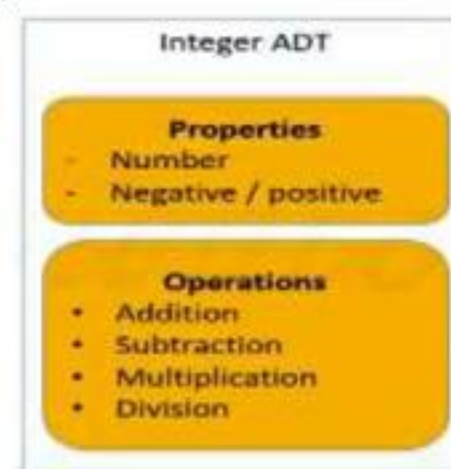 Integer ADT
Properties
- Number
- Negative / positive
Operations
• Addition
• Subtraction
• Multiplication
• Division